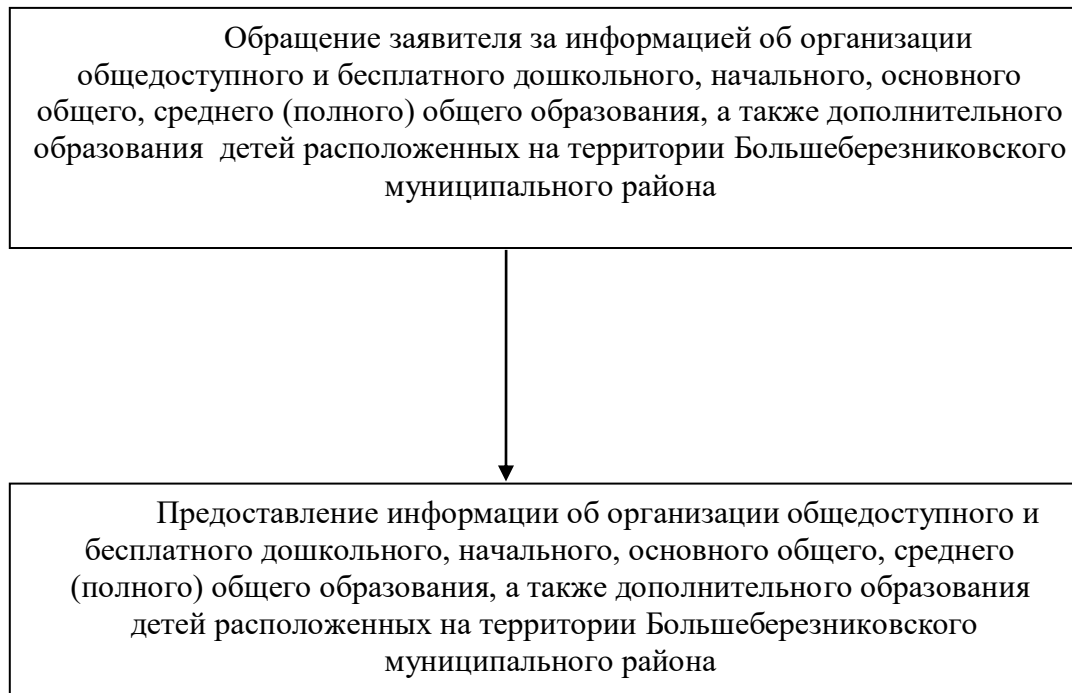 Обращение заявителя за информацией об организации
общедоступного и бесплатного дошкольного, начального, основного
общего, среднего (полного) общего образования, а также дополнительного
образования детей расположенных на территории Большеберезниковского
муниципального района
Предоставление информации об организации общедоступного и
бесплатного дошкольного, начального, основного общего, среднего
(полного) общего образования, а также дополнительного образования
детей расположенных на территории Большеберезниковского
муниципального района